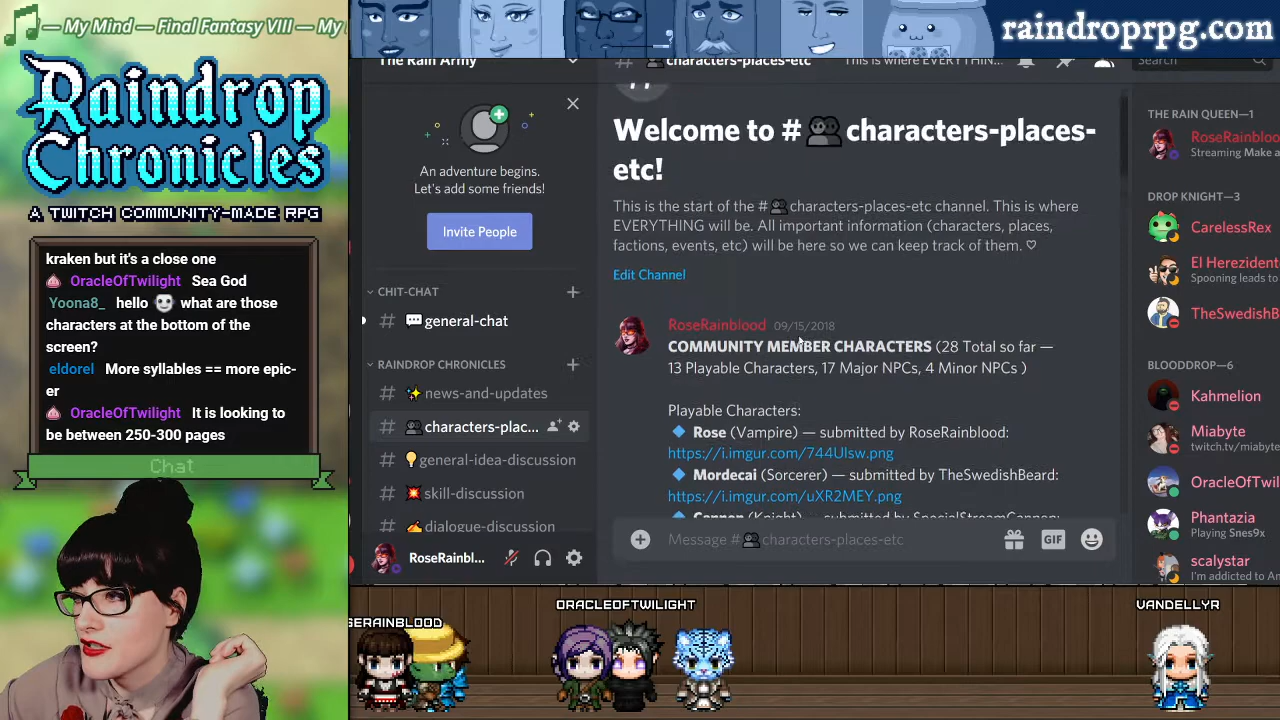 — My Mind — Final Fantasy VIII — My
Raindrop
Chronicles
A TWITCH COMMUNITY-MADE RPG
kraken but it's a close one
OracleOfTwilight Sea God
Yoona8_ hello what are those
characters at the bottom of the
screen?
eldorel More syllables == more epic-
er
OracleOfTwilight It is looking to
be between 250-300 pages
Chat
raindroprpg.com
The Rain Army
An adventure begins.
Let's add some friends!
Invite People
CHIT-CHAT
# general-chat
RAINDROP CHRONICLES
# news-and-updates
# characters-plac...
# general-idea-discussion
# skill-discussion
# dialogue-discussion
RoseRainbl...
# characters-places-etc
This is where EVERYTHIN...
Search
Welcome to # characters-places-
etc!
This is the start of the # characters-places-etc channel. This is where
EVERYTHING will be. All important information (characters, places,
factions, events, etc) will be here so we can keep track of them. ♡
Edit Channel
RoseRainblood 09/15/2018
COMMUNITY MEMBER CHARACTERS (28 Total so far —
13 Playable Characters, 17 Major NPCs, 4 Minor NPCs )
Playable Characters:
Rose (Vampire) — submitted by RoseRainblood:
https://i.imgur.com/744UIsw.png
Mordecai (Sorcerer) — submitted by TheSwedishBeard:
https://i.imgur.com/uXR2MEY.png
Cannon (Knight) — submitted by SpecialStreamCannon:
Message # characters-places-etc
GIF
THE RAIN QUEEN—1
RoseRainbloo
Streaming Make a
DROP KNIGHT—3
CarelessRex
El Herezident
Spooning leads to
TheSwedishB
BLOODDROP—6
Kahmelion
Miabyte
twitch.tv/miabyte
OracleOfTwil
Phantazia
Playing Snes9x
scalystar
I'm addicted to A
SERAINBLOOD
ORACLEOFTWILIGHT
VANDELLYR